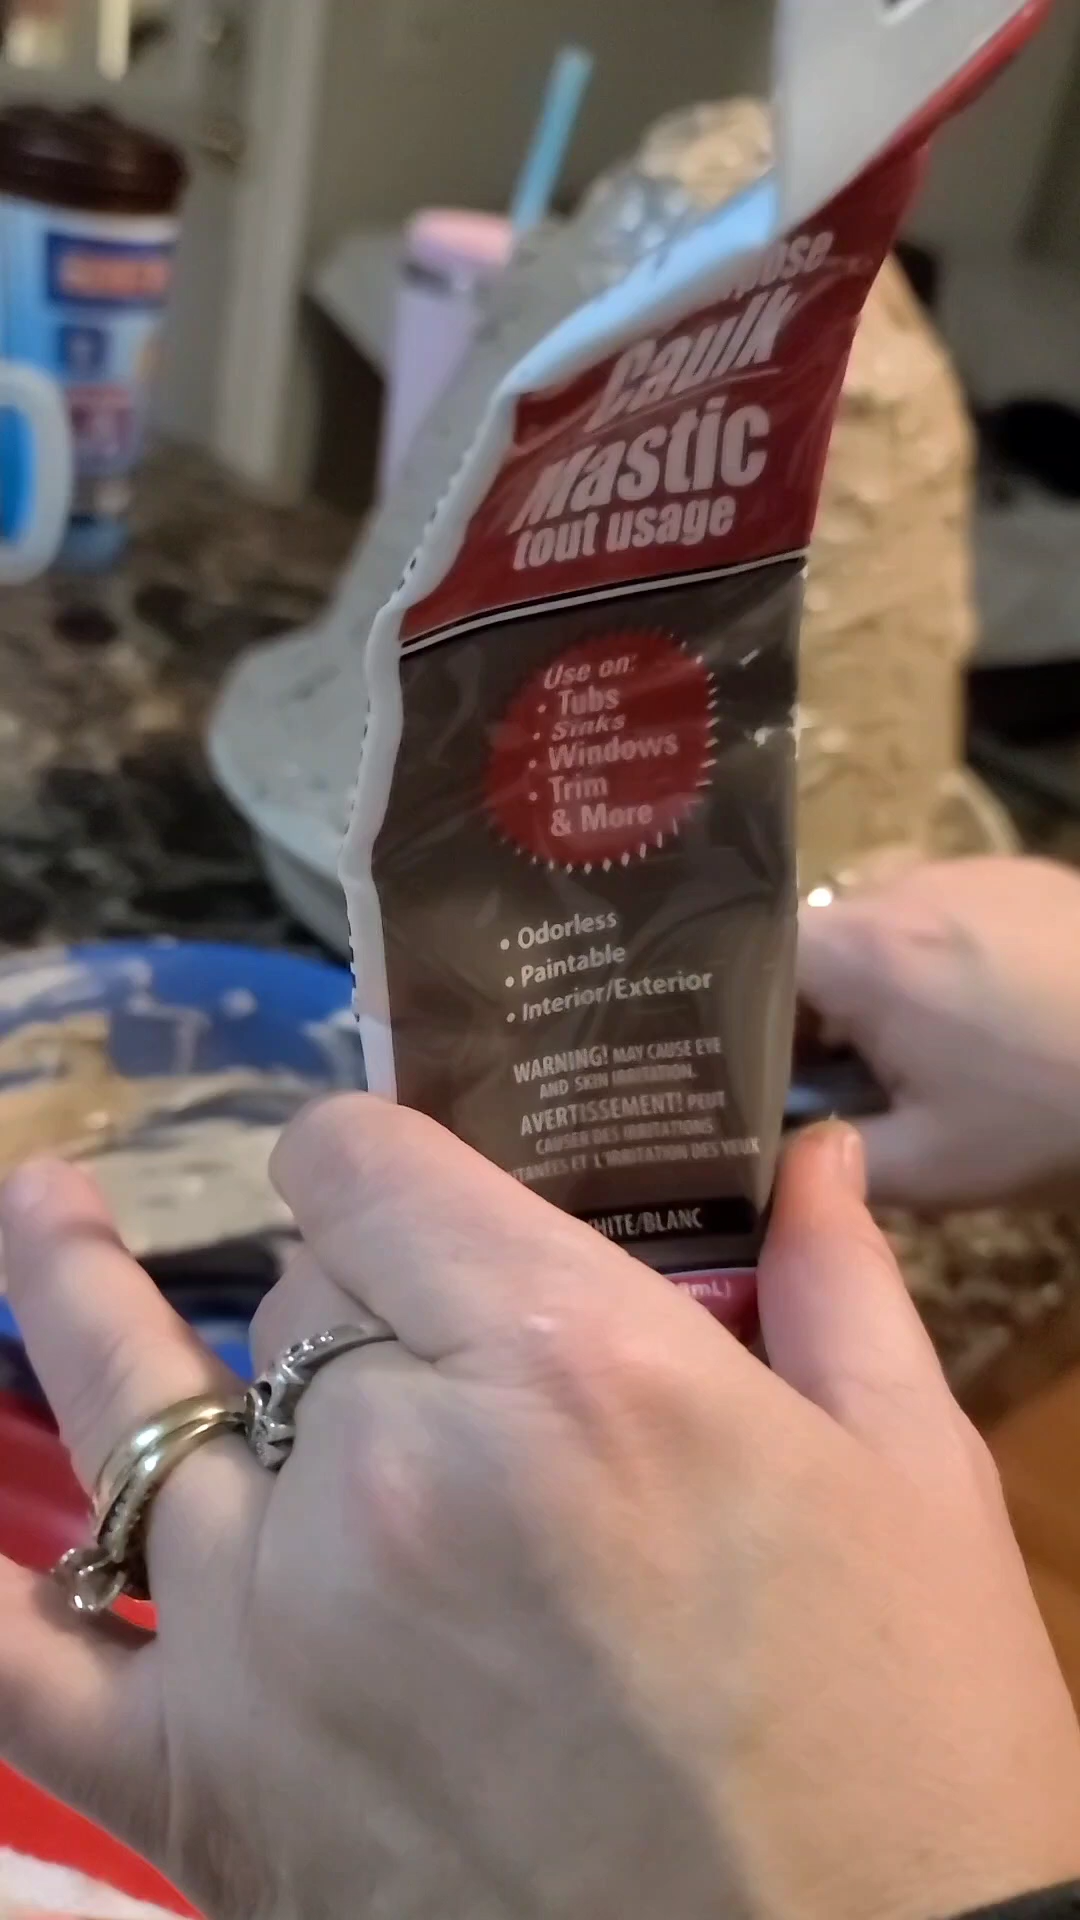 Caulk
Mastic
tout usage
Use on:
• Tubs
• Sinks
• Windows
• Trim
& More
• Odorless
• Paintable
• Interior/Exterior
WARNING! MAY CAUSE EYE
AND SKIN IRRITATION.
AVERTISSEMENT! PEUT
CAUSER DES IRRITATIONS
ET L'IRRITATION DES YEUX
WHITE/BLANC
mL)